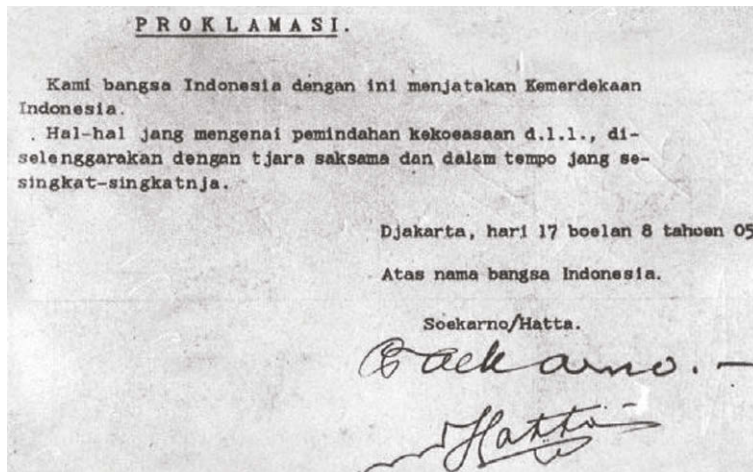 PROKLAMASI.
Kami bangsa Indonesia dengan ini menjatakan Kemerdekaan
Indonesia.
Hal-hal jang mengenai pemindahan kekoeasaan d.l.l., di-
selenggarakan dengan tjara saksama dan dalam tempo jang se-
singkat-singkatnja.
Djakarta, hari 17 boelan 8 tahoen 05
Atas nama bangsa Indonesia.
Soekarno/Hatta.
Soekarno.-
Hatta